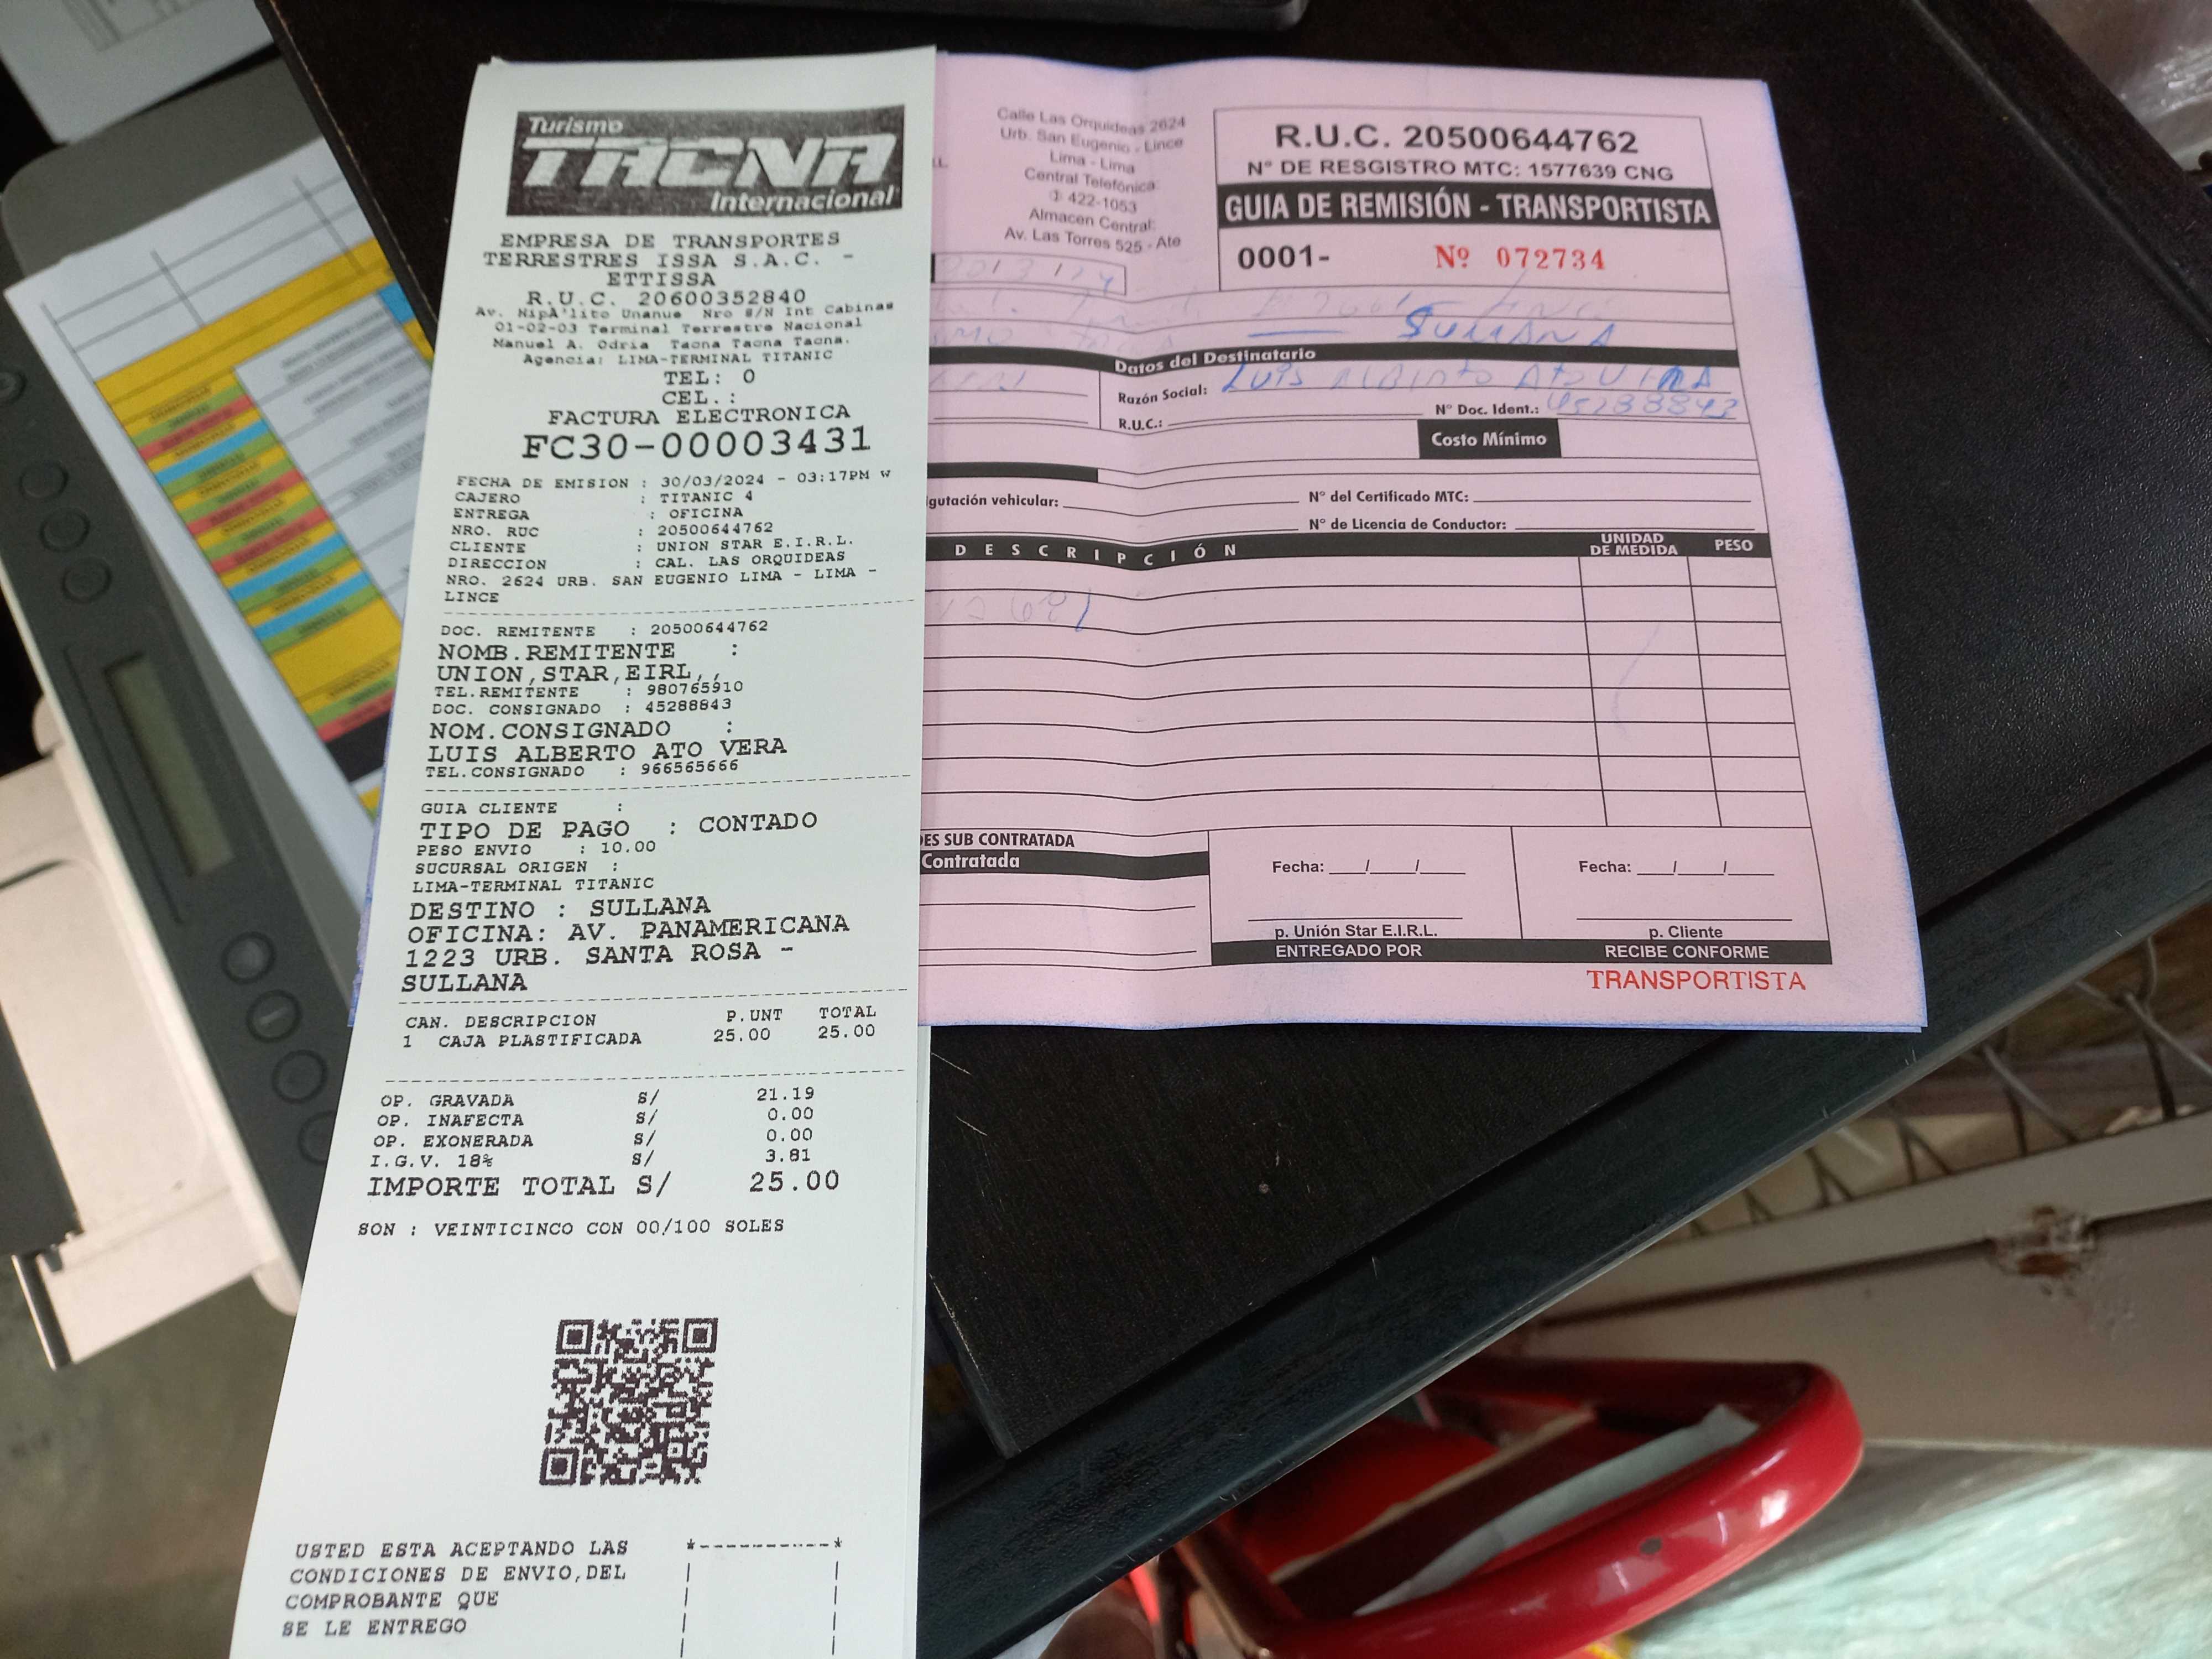 Turismo
TACNA
Internacional
EMPRESA DE TRANSPORTES
TERRESTRES ISSA S.A.C. -
ETTISSA
R.U.C. 20600352840
Av. NipÃ'lito Unanue Nro S/N Int Cabinas
01-02-03 Terminal Terrestre Nacional
Manuel A. Odria Tacna Tacna Tacna.
Agencia: LIMA-TERMINAL TITANIC
TEL: 0
CEL.:
FACTURA ELECTRONICA
FC30-00003431
FECHA DE EMISION : 30/03/2024 - 03:17PM W
CAJERO : TITANIC 4
ENTREGA : OFICINA
NRO. RUC : 20500644762
CLIENTE : UNION STAR E.I.R.L.
DIRECCION : CAL. LAS ORQUIDEAS
NRO. 2624 URB. SAN EUGENIO LIMA - LIMA -
LINCE
DOC. REMITENTE : 20500644762
NOMB.REMITENTE :
UNION,STAR,EIRL,,
TEL.REMITENTE : 980765910
DOC. CONSIGNADO : 45288843
NOM.CONSIGNADO :
LUIS ALBERTO ATO VERA
TEL.CONSIGNADO : 966565666
GUIA CLIENTE :
TIPO DE PAGO : CONTADO
PESO ENVIO : 10.00
SUCURSAL ORIGEN :
LIMA-TERMINAL TITANIC
DESTINO : SULLANA
OFICINA: AV. PANAMERICANA
1223 URB. SANTA ROSA -
SULLANA
CAN. DESCRIPCION P.UNT TOTAL
1 CAJA PLASTIFICADA 25.00 25.00
OP. GRAVADA S/ 21.19
OP. INAFECTA S/ 0.00
OP. EXONERADA S/ 0.00
I.G.V. 18% S/ 3.81
IMPORTE TOTAL S/ 25.00
SON : VEINTICINCO CON 00/100 SOLES
USTED ESTA ACEPTANDO LAS
CONDICIONES DE ENVIO,DEL
COMPROBANTE QUE
SE LE ENTREGO
Calle Las Orquideas 2624
Urb. San Eugenio - Lince
Lima - Lima
Central Telefónica:
422-1053
Almacen Central:
Av. Las Torres 525 - Ate
R.U.C. 20500644762
N° DE RESGISTRO MTC: 1577639 CNG
GUIA DE REMISIÓN - TRANSPORTISTA
0001- Nº 072734
Datos del Destinatario
Razón Social: Luis Alberto
R.U.C.: N° Doc. Ident.:
Costo Mínimo
vehicular: N° del Certificado MTC:
N° de Licencia de Conductor:
DESCRIPCIÓN UNIDAD DE MEDIDA PESO
SUB CONTRATADA
Contratada
Fecha: / / Fecha: / /
p. Unión Star E.I.R.L. p. Cliente
ENTREGADO POR RECIBE CONFORME
TRANSPORTISTA